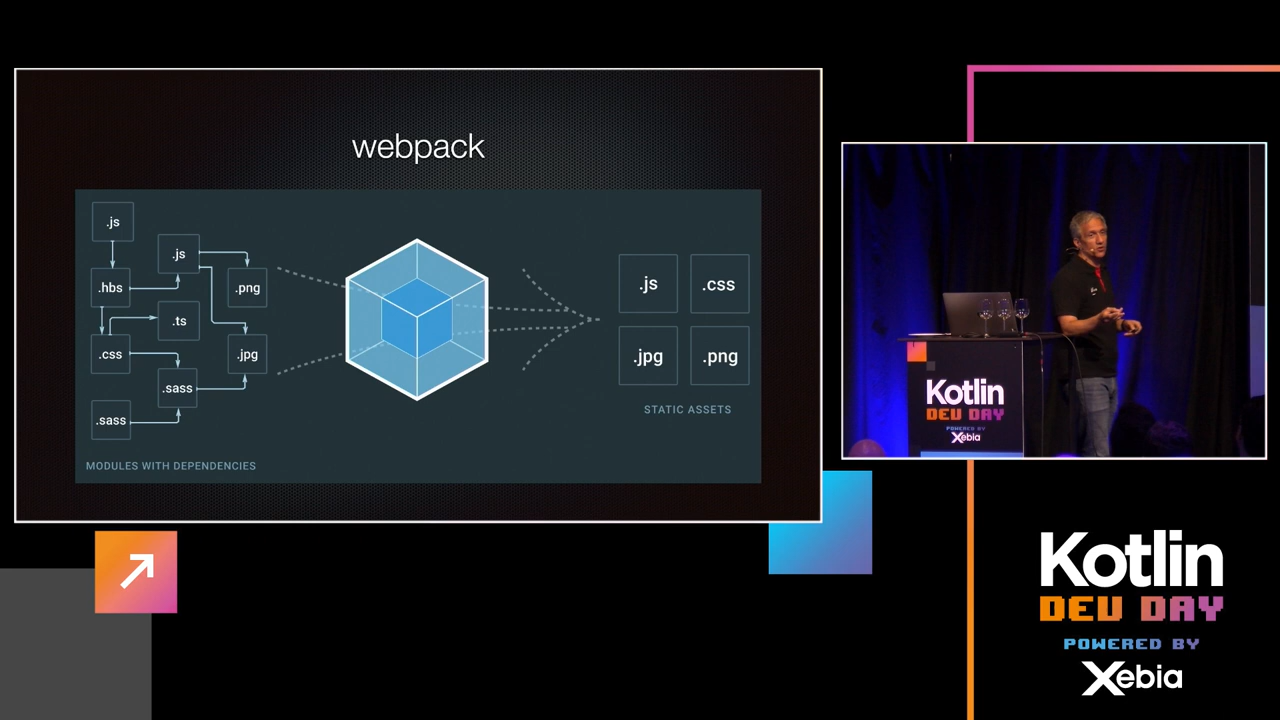 webpack
.js
.js
.hbs
.png
.ts
.css
.jpg
.sass
.sass
MODULES WITH DEPENDENCIES
.js
.css
.jpg
.png
STATIC ASSETS
Kotlin
DEV DAY
POWERED BY
Xebia
Kotlin
DEV DAY
POWERED BY
Xebia